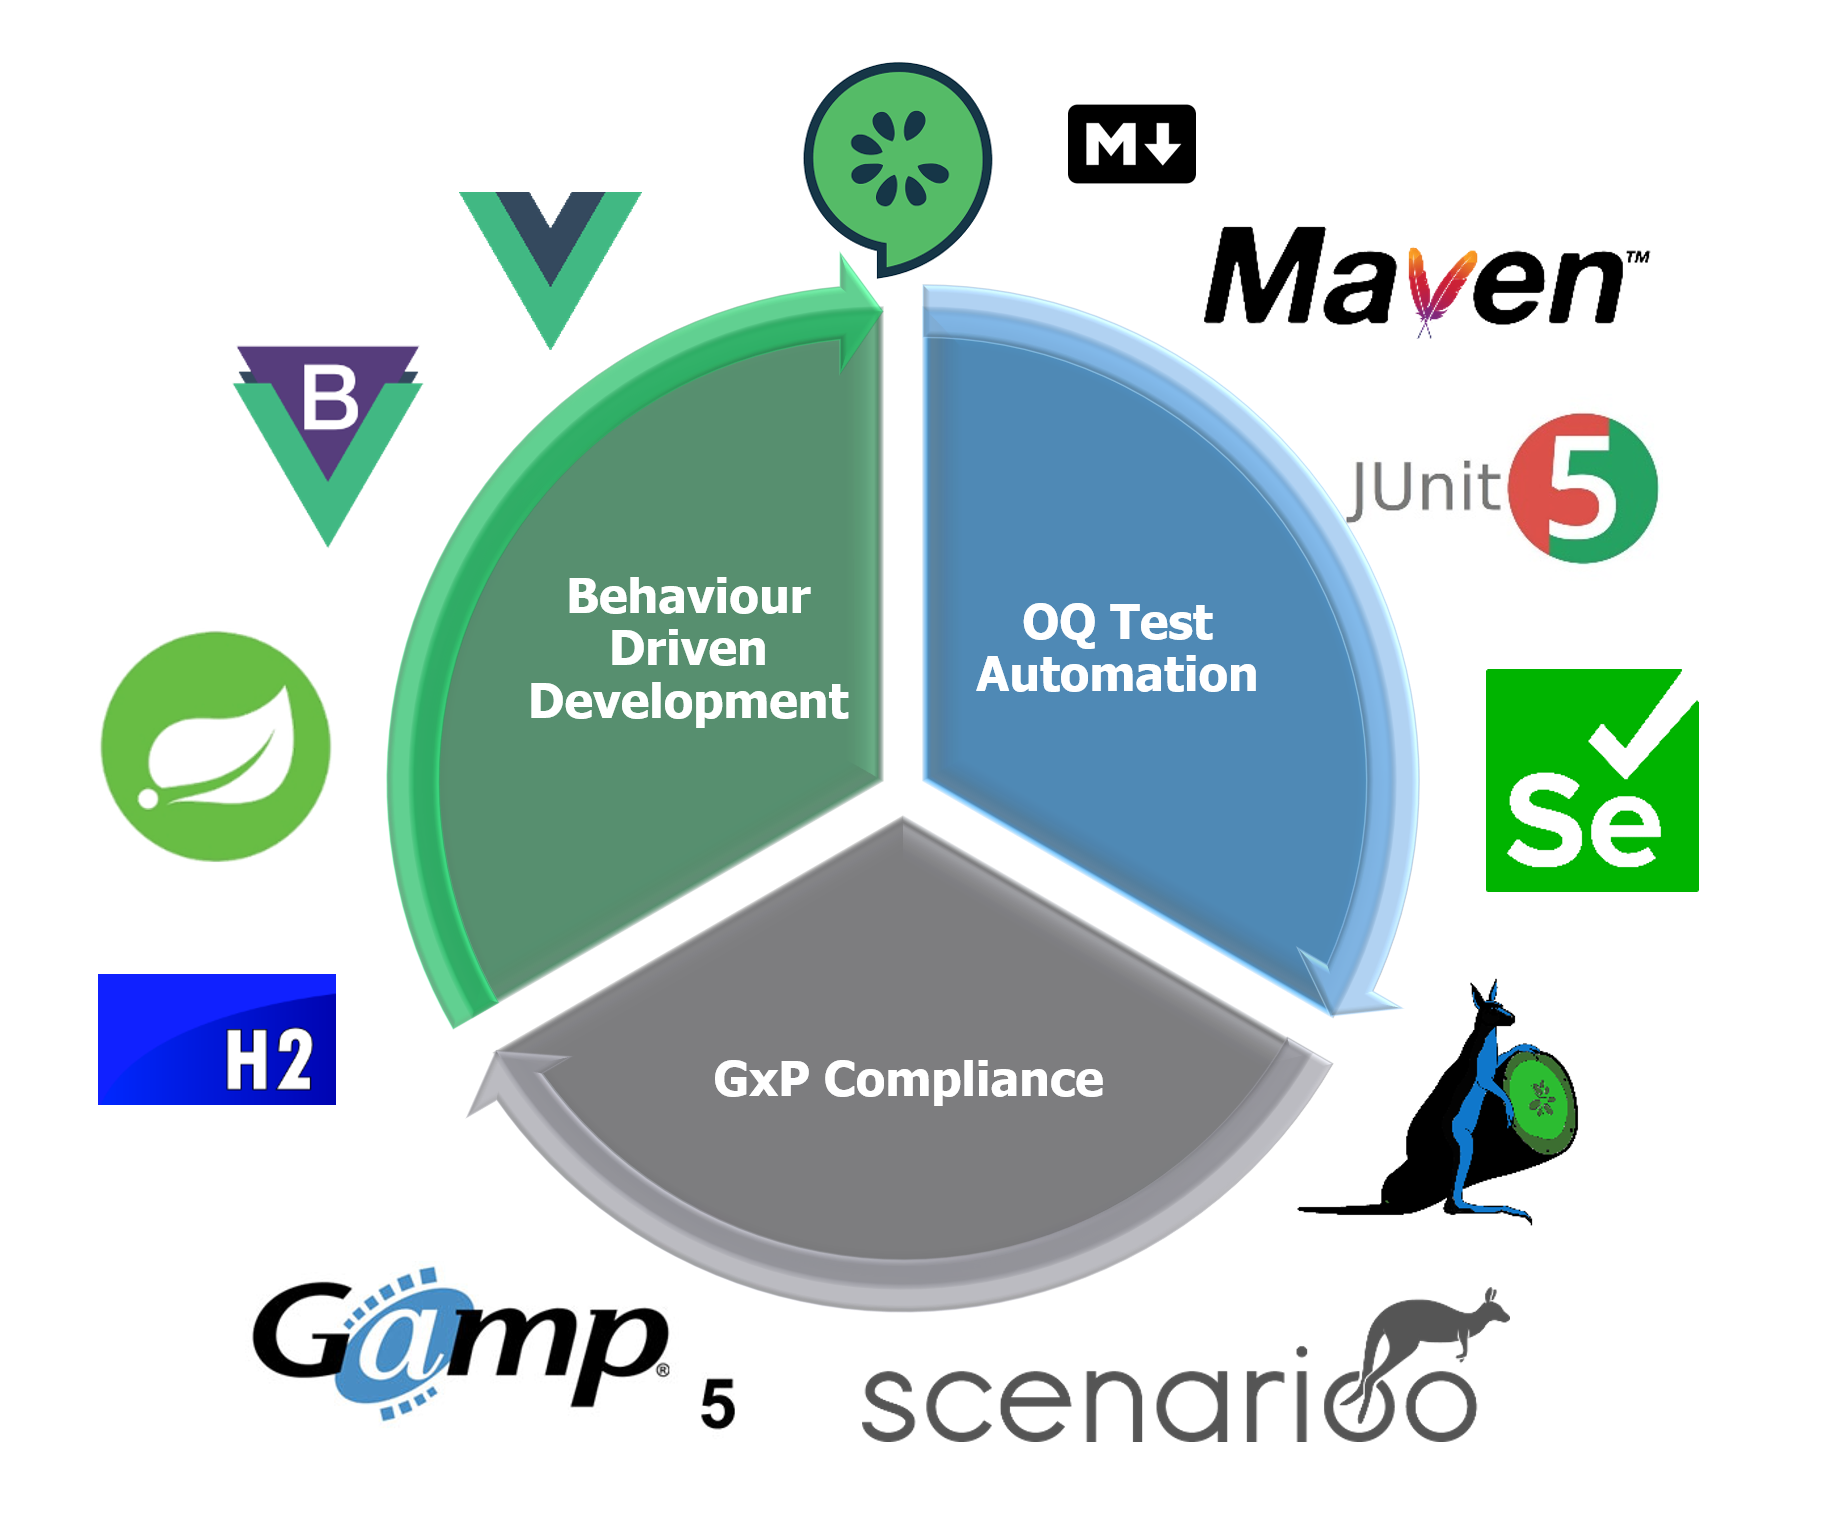 M
Maven™
B
JUnit 5
Behaviour
Driven
Development
OQ Test
Automation
Se
H2
GxP Compliance
Gamp® 5
scenarioo